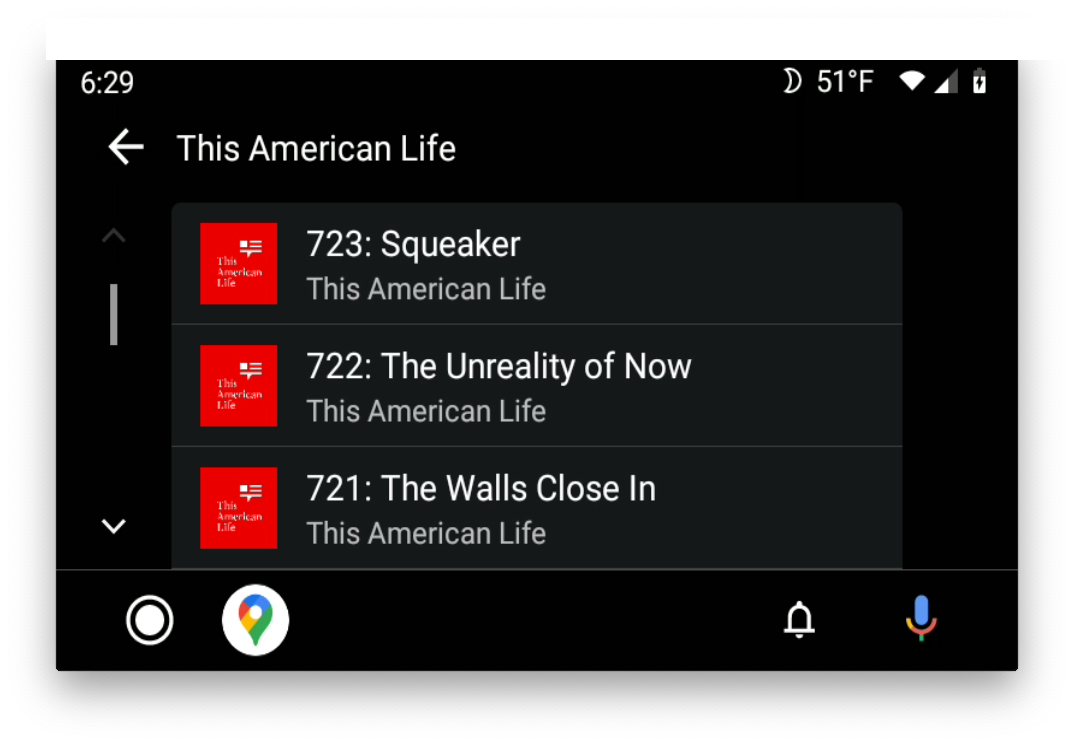 6:29 51°F
This American Life
723: Squeaker
This
American
Life
This American Life
722: The Unreality of Now
This
American
Life
This American Life
721: The Walls Close In
This
American
Life
This American Life